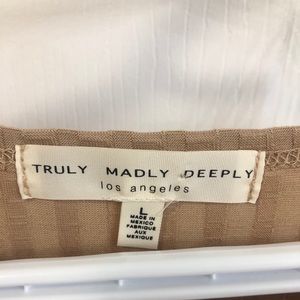 TRULY MADLY DEEPLY
los angeles
L
MADE IN
MEXICO
FABRIQUE
AUX
MEXIQUE